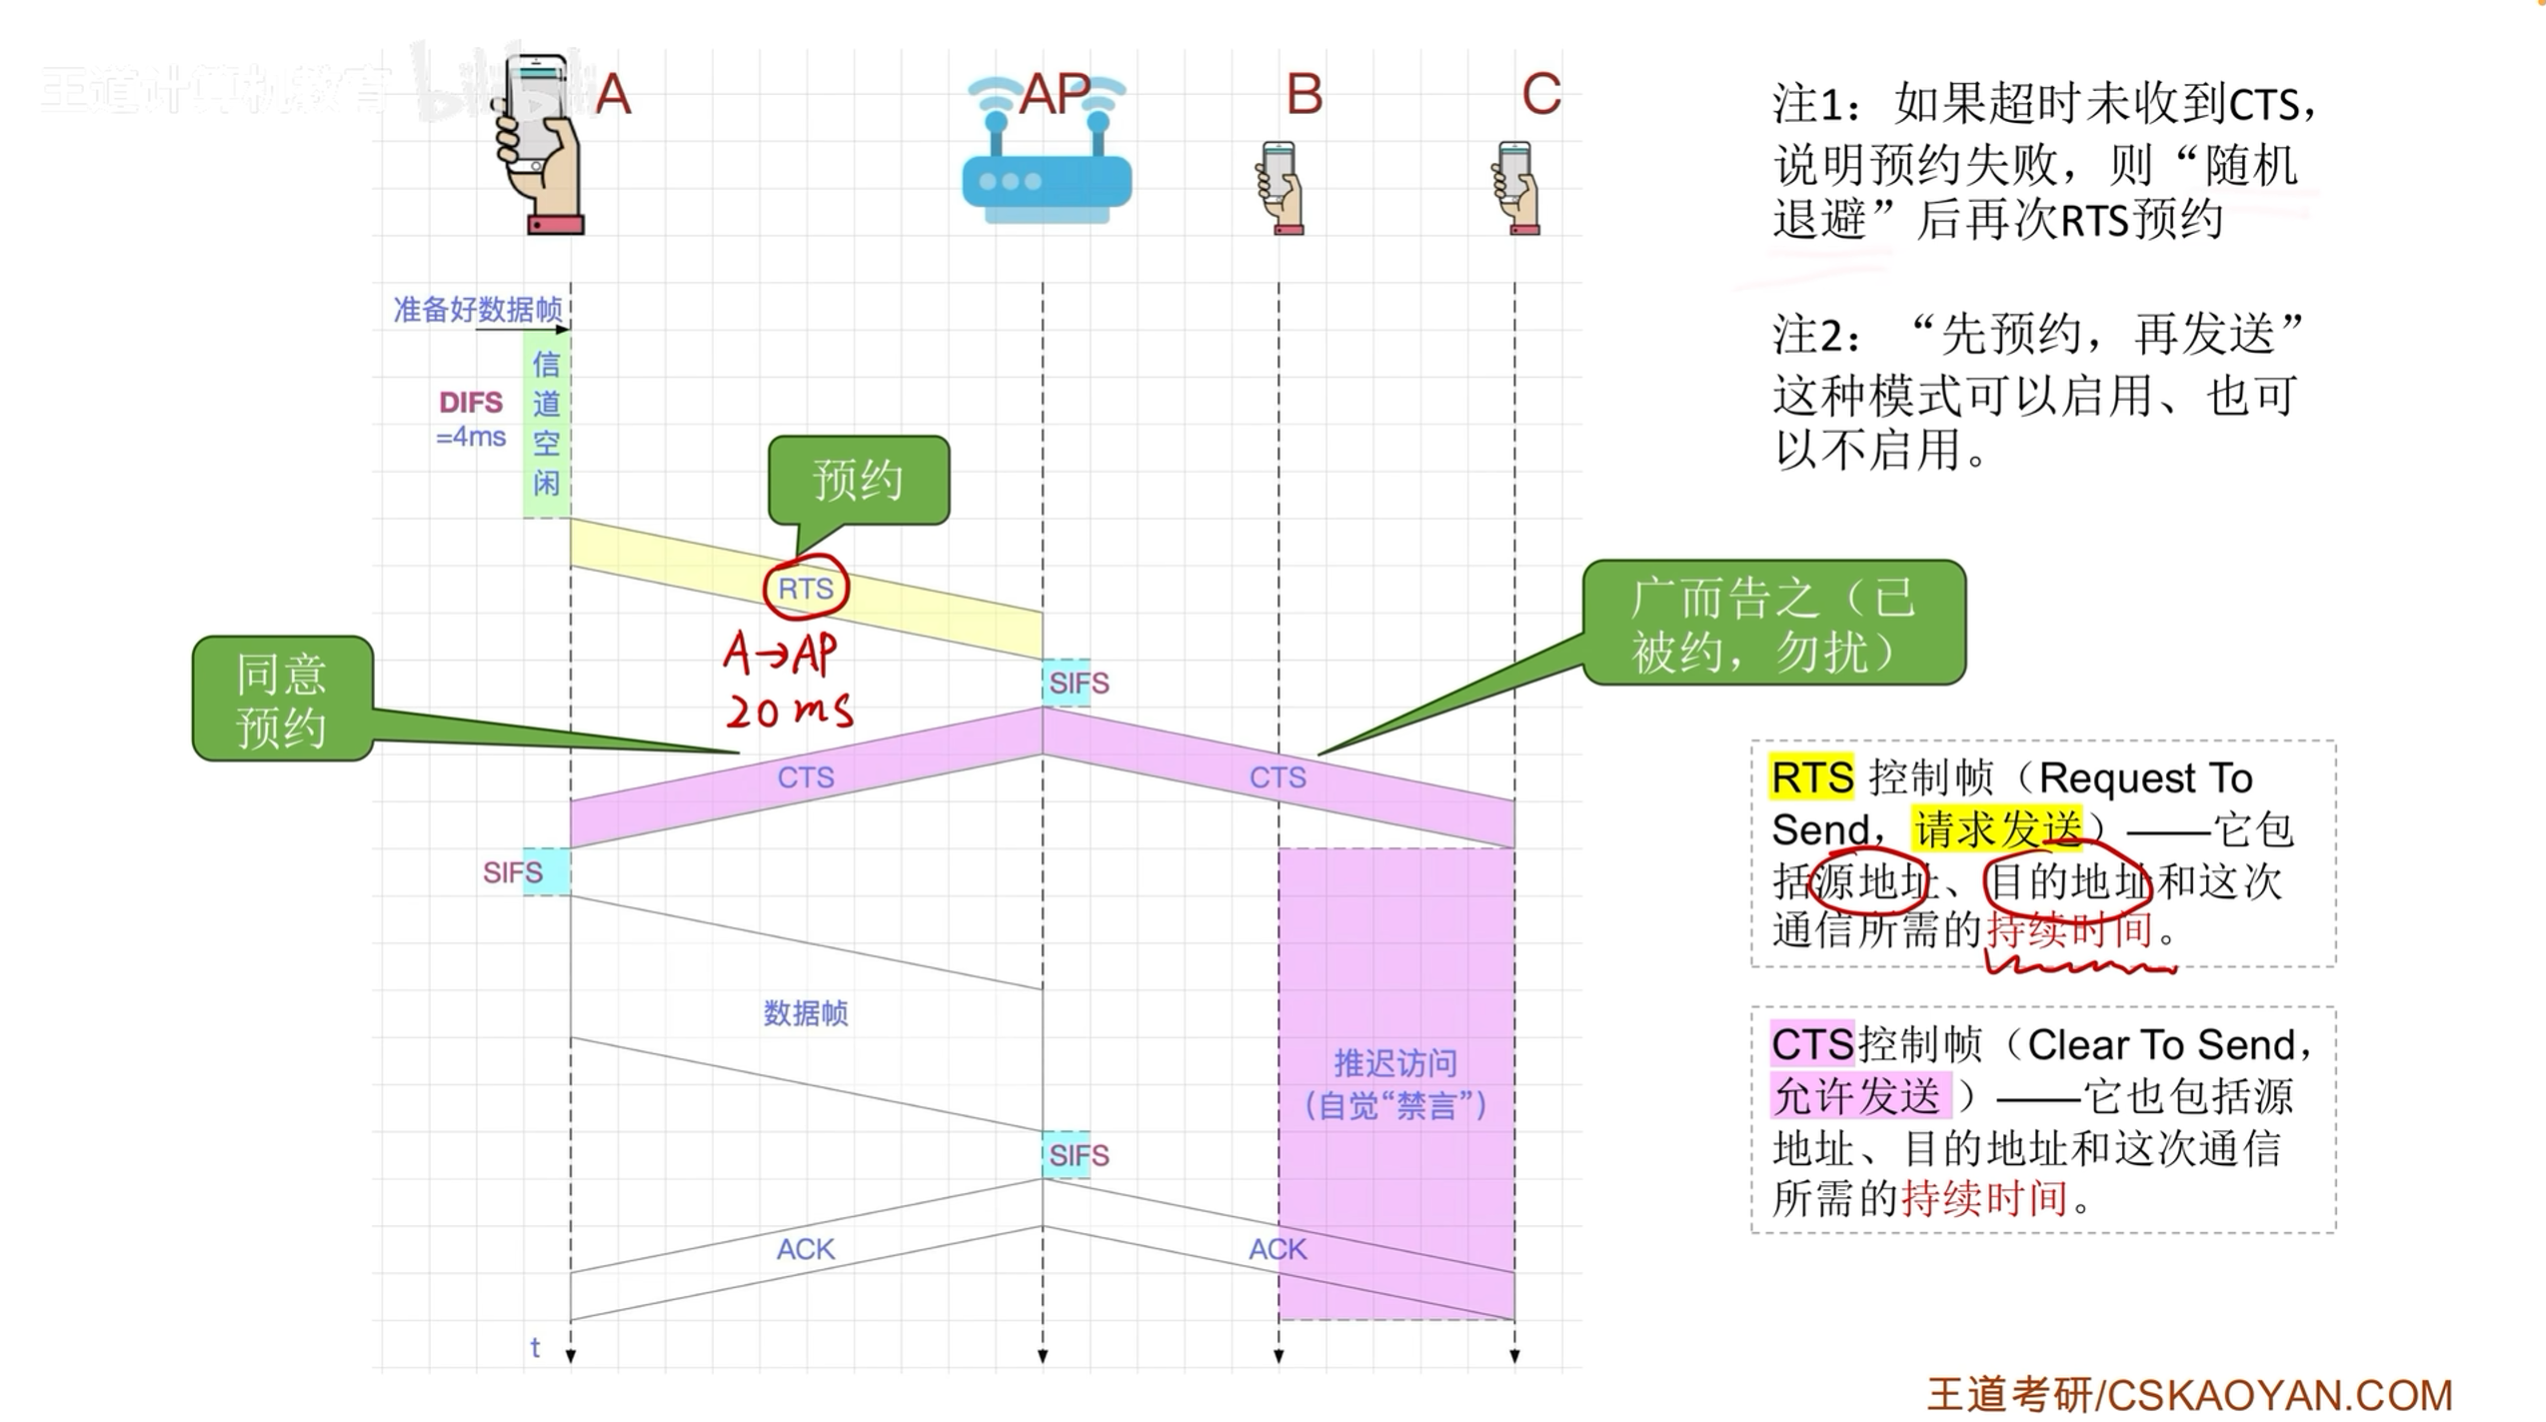 王道计算机教育 bilibili
A
AP
B
C
注1：如果超时未收到CTS，
说明预约失败，则“随机
退避”后再次RTS预约
准备好数据帧
信道空闲
DIFS
=4ms
注2：“先预约，再发送”
这种模式可以启用、也可
以不启用。
预约
RTS
A→AP
20 ms
广而告之（已
被约，勿扰）
同意
预约
SIFS
CTS
CTS
SIFS
RTS 控制帧（Request To
Send，请求发送）——它包
括源地址、目的地址和这次
通信所需的持续时间。
数据帧
推迟访问
（自觉“禁言”）
CTS控制帧（Clear To Send，
允许发送）——它也包括源
地址、目的地址和这次通信
所需的持续时间。
SIFS
ACK
ACK
t
王道考研/CSKAOYAN.COM